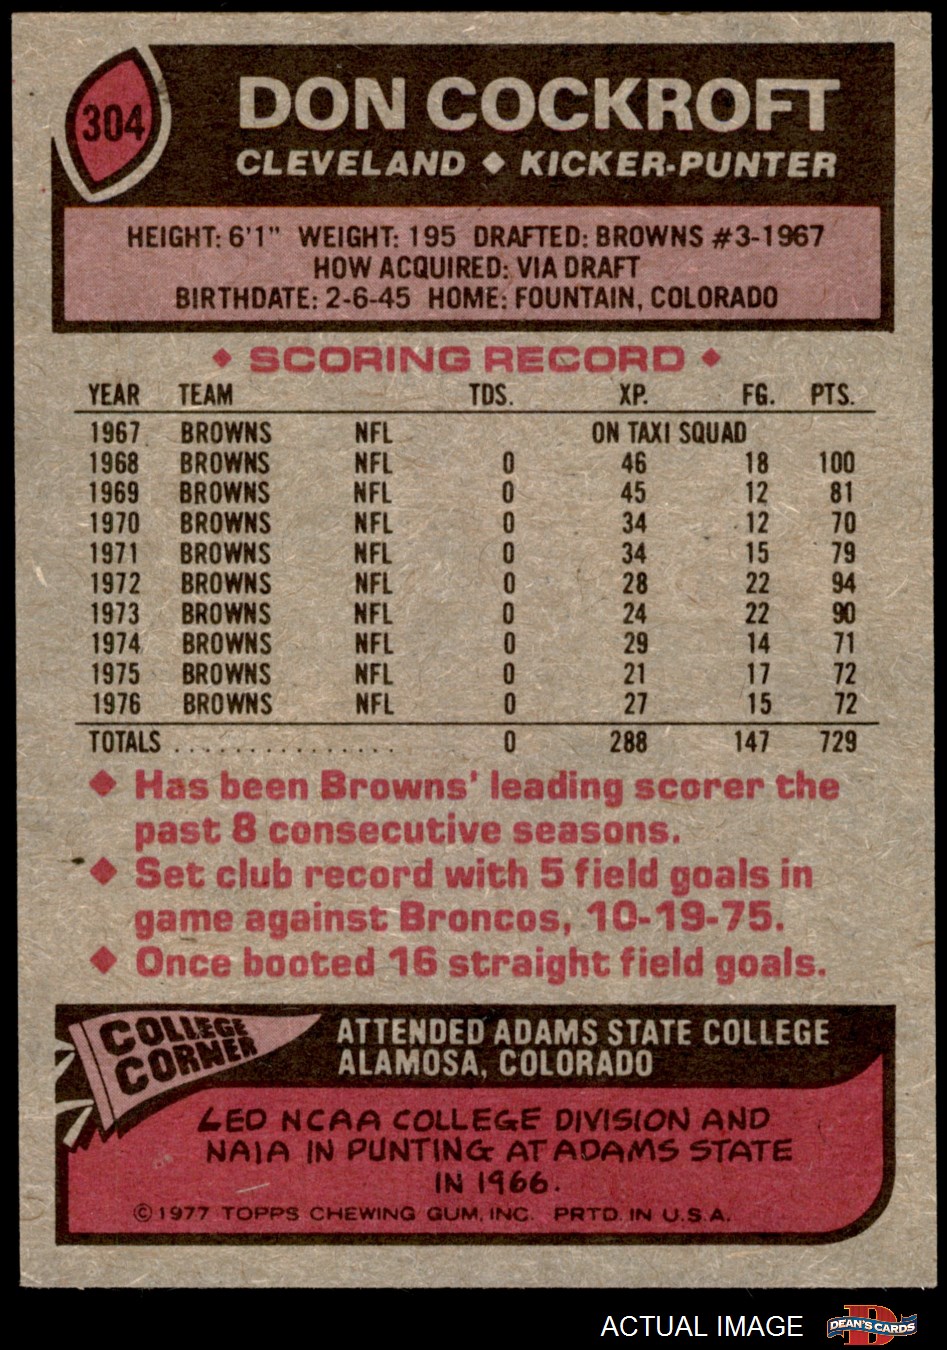 304
DON COCKROFT
CLEVELAND ◆ KICKER-PUNTER
HEIGHT: 6'1" WEIGHT: 195 DRAFTED: BROWNS #3-1967
HOW ACQUIRED: VIA DRAFT
BIRTHDATE: 2-6-45 HOME: FOUNTAIN, COLORADO
◆ SCORING RECORD ◆
YEAR TEAM TDS. XP. FG. PTS.
1967 BROWNS NFL ON TAXI SQUAD
1968 BROWNS NFL 0 46 18 100
1969 BROWNS NFL 0 45 12 81
1970 BROWNS NFL 0 34 12 70
1971 BROWNS NFL 0 34 15 79
1972 BROWNS NFL 0 28 22 94
1973 BROWNS NFL 0 24 22 90
1974 BROWNS NFL 0 29 14 71
1975 BROWNS NFL 0 21 17 72
1976 BROWNS NFL 0 27 15 72
TOTALS . . . . . . . . . . . . . . . 0 288 147 729
◆ Has been Browns' leading scorer the
past 8 consecutive seasons.
◆ Set club record with 5 field goals in
game against Broncos, 10-19-75.
◆ Once booted 16 straight field goals.
COLLEGE
CORNER
ATTENDED ADAMS STATE COLLEGE
ALAMOSA, COLORADO
LED NCAA COLLEGE DIVISION AND
NAIA IN PUNTING AT ADAMS STATE
IN 1966.
© 1977 TOPPS CHEWING GUM, INC. PRTD. IN U.S.A.
ACTUAL IMAGE
D
DEAN'S CARDS